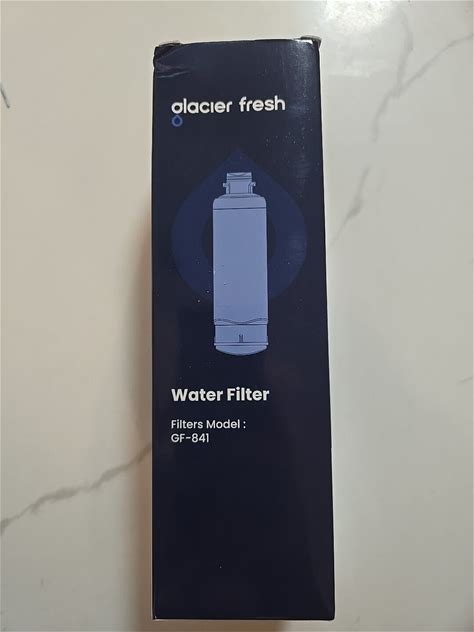 glacier fresh
Water Filter
Filters Model :
GF-841